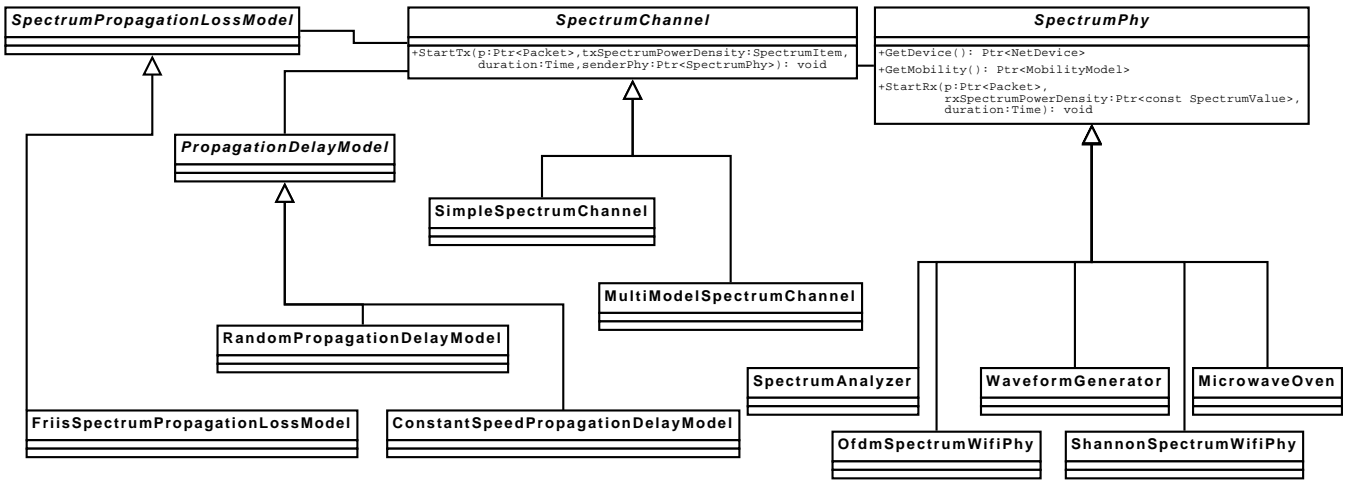 SpectrumPropagationLossModel
SpectrumChannel
+StartTx(p:Ptr<Packet>,txSpectrumPowerDensity:SpectrumItem,
duration:Time,senderPhy:Ptr<SpectrumPhy>): void
SpectrumPhy
+GetDevice(): Ptr<NetDevice>
+GetMobility(): Ptr<MobilityModel>
+StartRx(p:Ptr<Packet>,
rxSpectrumPowerDensity:Ptr<const SpectrumValue>,
duration:Time): void
PropagationDelayModel
SimpleSpectrumChannel
MultiModelSpectrumChannel
RandomPropagationDelayModel
SpectrumAnalyzer
WaveformGenerator
MicrowaveOven
FriisSpectrumPropagationLossModel
ConstantSpeedPropagationDelayModel
OfdmSpectrumWifiPhy
ShannonSpectrumWifiPhy